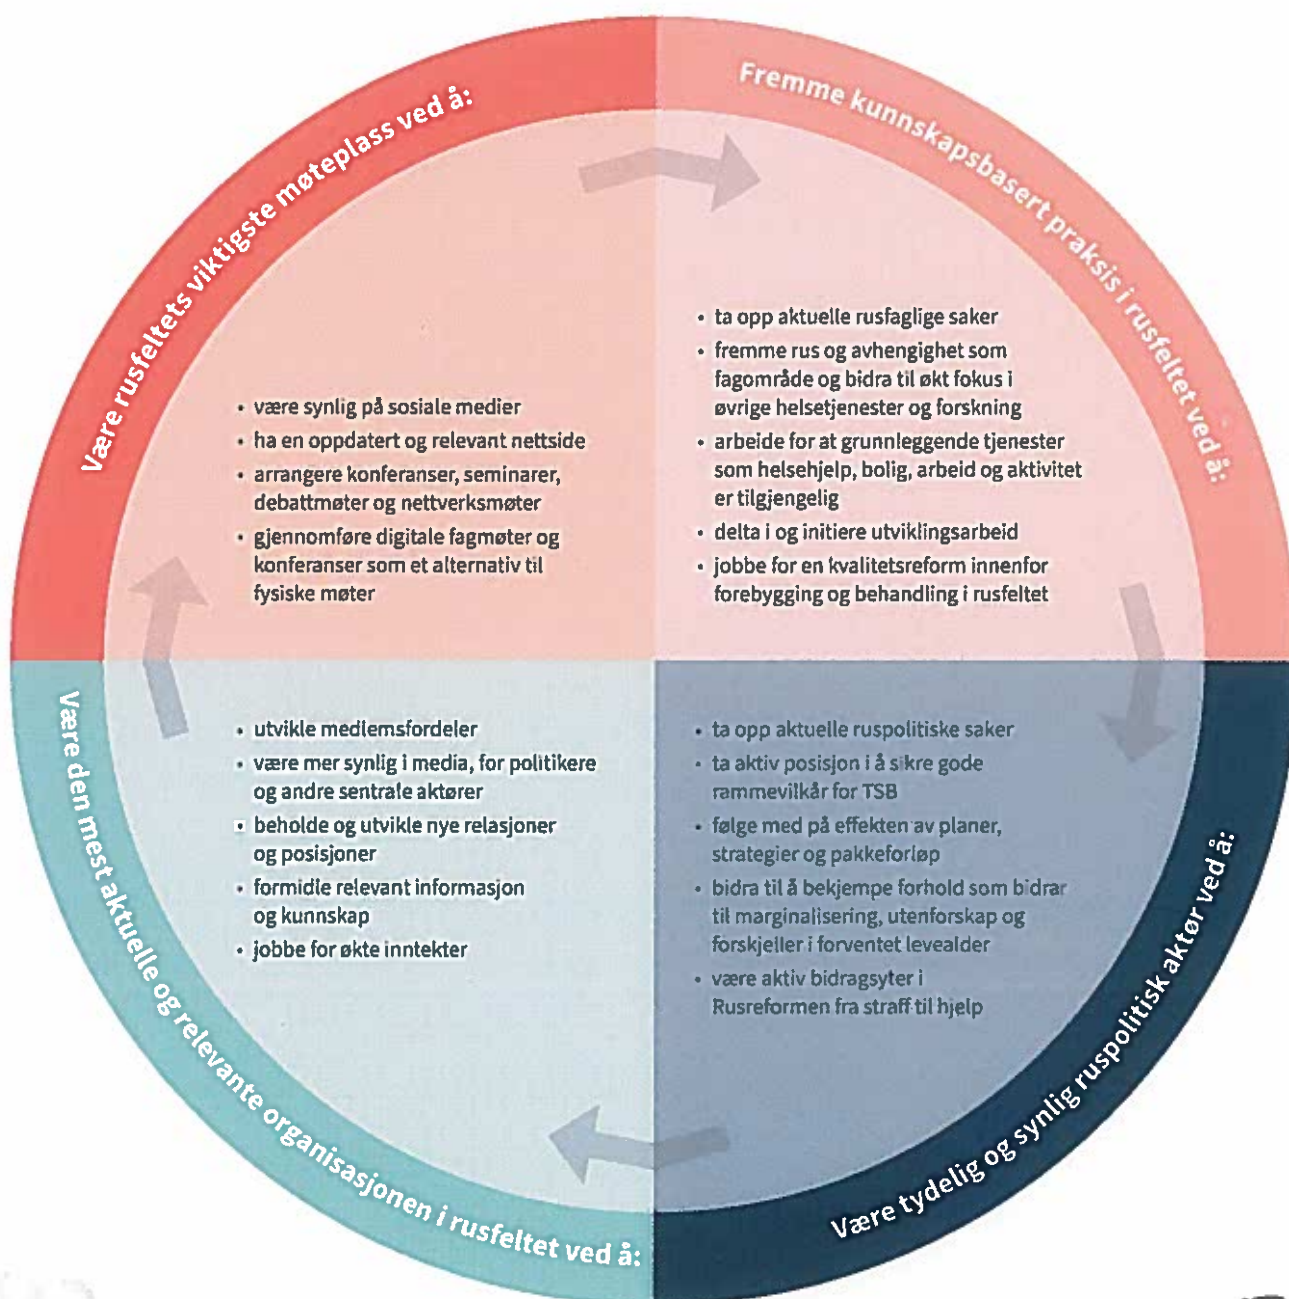 Være rusfeltets viktigste møteplass ved å:
• være synlig på sosiale medier
• ha en oppdatert og relevant nettside
• arrangere konferanser, seminarer,
debattmøter og nettverksmøter
• gjennomføre digitale fagmøter og
konferanser som et alternativ til
fysiske møter
Fremme kunnskapsbasert praksis i rusfeltet ved å:
• ta opp aktuelle rusfaglige saker
• fremme rus og avhengighet som
fagområde og bidra til økt fokus i
øvrige helsetjenester og forskning
• arbeide for at grunnleggende tjenester
som helsehjelp, bolig, arbeid og aktivitet
er tilgjengelig
• delta i og initiere utviklingsarbeid
• jobbe for en kvalitetsreform innenfor
forebygging og behandling i rusfeltet
Være den mest aktuelle og relevante organisasjonen i rusfeltet ved å:
• utvikle medlemsfordeler
• være mer synlig i media, for politikere
og andre sentrale aktører
• beholde og utvikle nye relasjoner
og posisjoner
• formidle relevant informasjon
og kunnskap
• jobbe for økte inntekter
Være tydelig og synlig ruspolitisk aktør ved å:
• ta opp aktuelle ruspolitiske saker
• ta aktiv posisjon i å sikre gode
rammevilkår for TSB
• følge med på effekten av planer,
strategier og pakkeforløp
• bidra til å bekjempe forhold som bidrar
til marginalisering, utenforskap og
forskjeller i forventet levealder
• være aktiv bidragsyter i
Rusreformen fra straff til hjelp